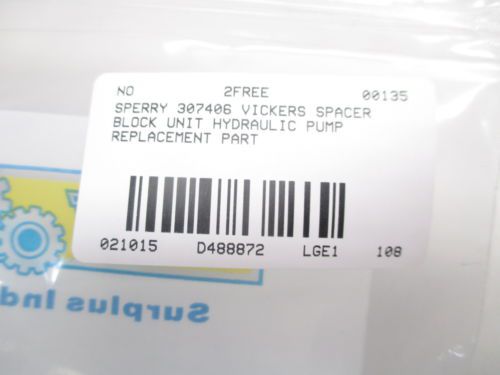 NO 2FREE 00135
SPERRY 307406 VICKERS SPACER
BLOCK UNIT HYDRAULIC PUMP
REPLACEMENT PART
021015 D488872 LGE1 108
Surplus Ind